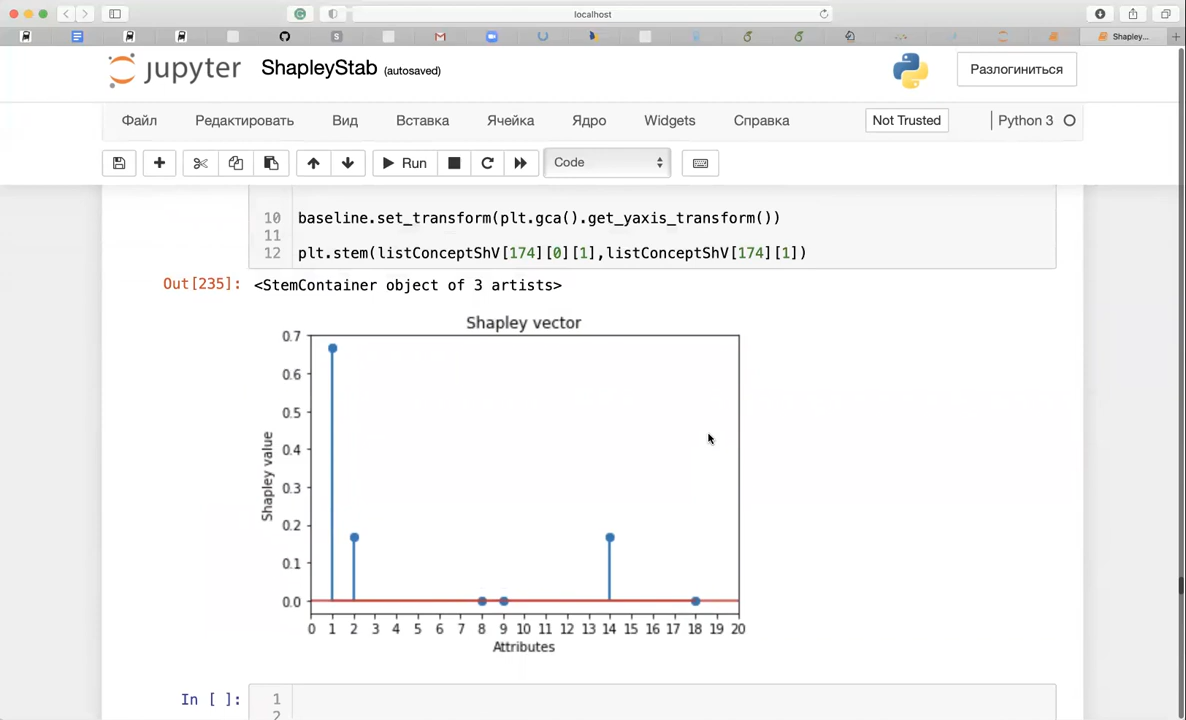 localhost
S
Shapley...
jupyter ShapleyStab (autosaved)
Разлогиниться
Файл Редактировать Вид Вставка Ячейка Ядро Widgets Справка Not Trusted Python 3
Run Code
10 baseline.set_transform(plt.gca().get_yaxis_transform())
11
12 plt.stem(listConceptShV[174][0][1],listConceptShV[174][1])
Out[235]: <StemContainer object of 3 artists>
Shapley vector
0.7
0.6
0.5
0.4
0.3
0.2
0.1
0.0
Shapley value
0 1 2 3 4 5 6 7 8 9 10 11 12 13 14 15 16 17 18 19 20
Attributes
In [ ]: 1
2